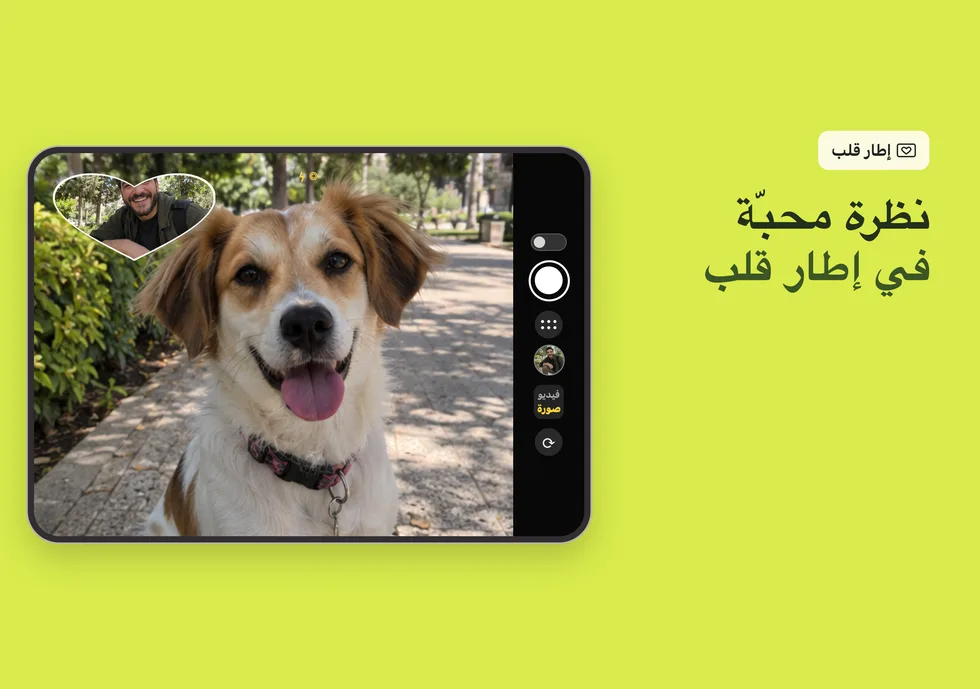 إطار قلب
نظرة محبّة
في إطار قلب
فيديو
صورة